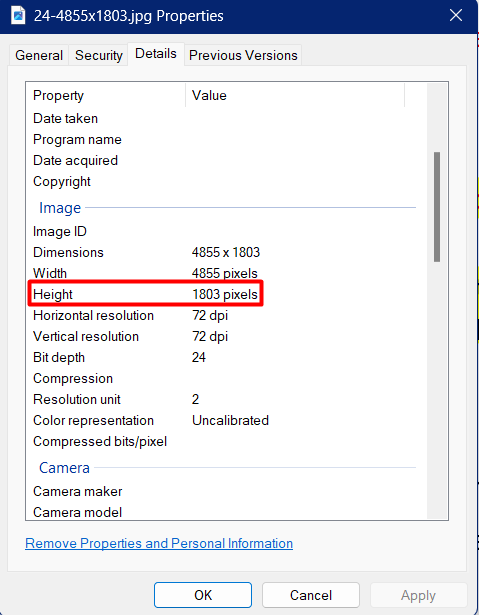 24-4855x1803.jpg Properties
General Security Details Previous Versions
Property Value
Date taken
Program name
Date acquired
Copyright
Image
Image ID
Dimensions 4855 x 1803
Width 4855 pixels
Height 1803 pixels
Horizontal resolution 72 dpi
Vertical resolution 72 dpi
Bit depth 24
Compression
Resolution unit 2
Color representation Uncalibrated
Compressed bits/pixel
Camera
Camera maker
Camera model
Remove Properties and Personal Information
OK Cancel Apply